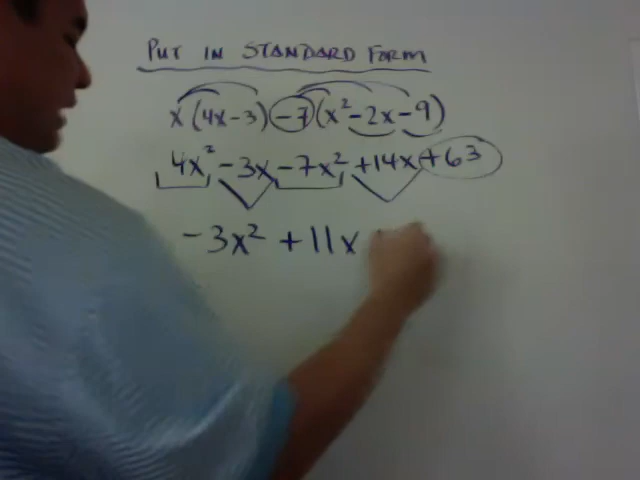 PUT IN STANDARD FORM
x(4x-3)-7(x²-2x-9)
4x²-3x-7x²+14x+63
-3x²+11x